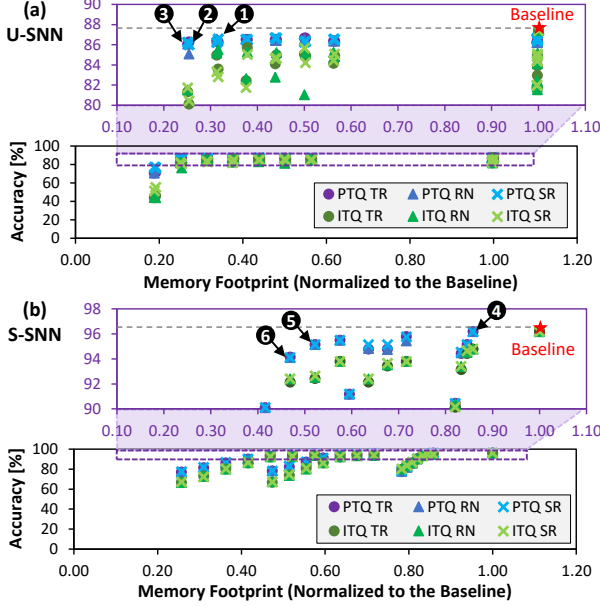 (a)
U-SNN
90
88
86
84
82
80
3
2
1
Baseline
0.10 0.20 0.30 0.40 0.50 0.60 0.70 0.80 0.90 1.00 1.10
Accuracy [%]
100
80
60
40
20
0
PTQ TR PTQ RN PTQ SR
ITQ TR ITQ RN ITQ SR
0.00 0.20 0.40 0.60 0.80 1.00 1.20
Memory Footprint (Normalized to the Baseline)
(b)
S-SNN
98
96
94
92
90
6
5
4
Baseline
0.10 0.20 0.30 0.40 0.50 0.60 0.70 0.80 0.90 1.00 1.10
Accuracy [%]
100
80
60
40
20
0
PTQ TR PTQ RN PTQ SR
ITQ TR ITQ RN ITQ SR
0.00 0.20 0.40 0.60 0.80 1.00 1.20
Memory Footprint (Normalized to the Baseline)